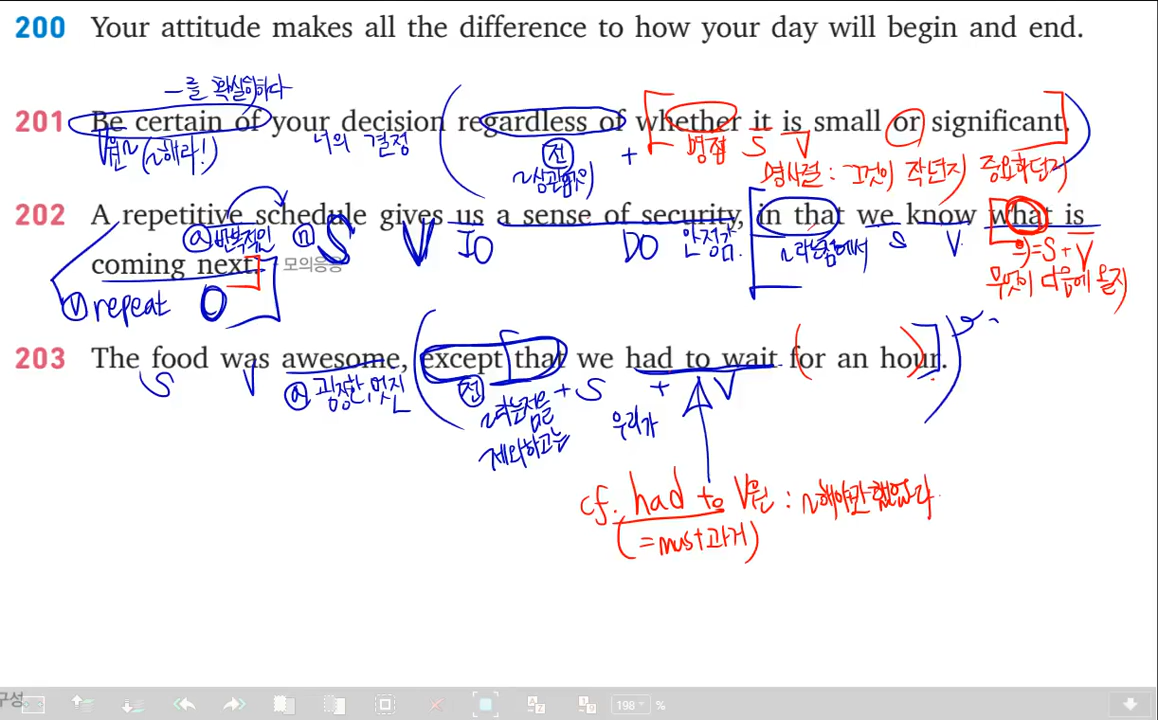 200 Your attitude makes all the difference to how your day will begin and end.
~를 확실히하다
201 Be certain of your decision regardless of whether it is small or significant.
V원~ (~해라!) 너의 결정 전 + 명접 S V
~상관없이 명사절 : 그것이 작던지 중요하던지
202 A repetitive schedule gives us a sense of security, in that we know what is
ⓐ반복적인 ⓝ S V IO DO 안정감. ~라는점에서 S V =S + V
coming next. 모의응용
ⓥ repeat O 무엇이 다음에 올지
203 The food was awesome, except that we had to wait for an hour.
S V ⓐ 굉장한, 멋진 전 + S + V
~라는점을 우리가
제외하고는
cf. had to V원 : ~해야만 했었다.
(=must+과거)
구성.
198 %